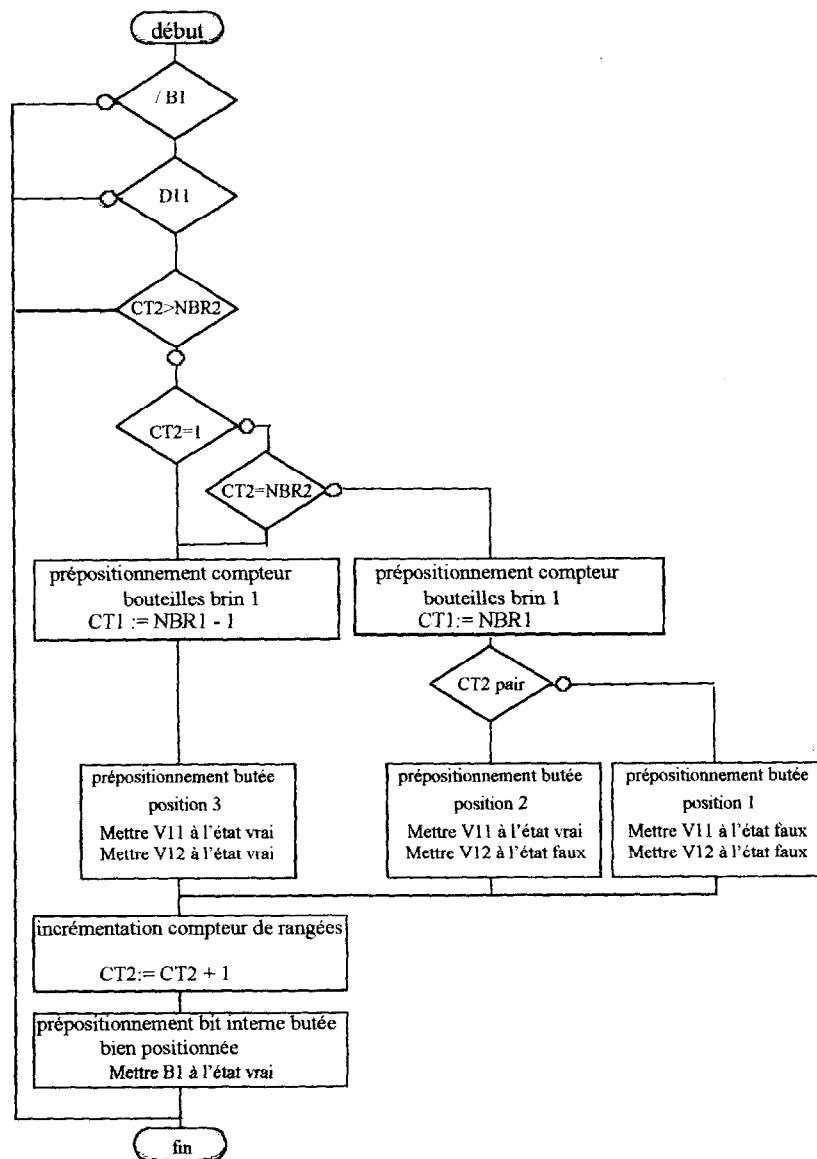 début
/ B1
D11
CT2>NBR2
CT2=1
CT2=NBR2
prépositionnement compteur
bouteilles brin 1
CT1 := NBR1 - 1
prépositionnement compteur
bouteilles brin 1
CT1:= NBR1
CT2 pair
prépositionnement butée
position 3
Mettre V11 à l'état vrai
Mettre V12 à l'état vrai
prépositionnement butée
position 2
Mettre V11 à l'état vrai
Mettre V12 à l'état faux
prépositionnement butée
position 1
Mettre V11 à l'état faux
Mettre V12 à l'état faux
incrémentation compteur de rangées
CT2:= CT2 + 1
prépositionnement bit interne butée
bien positionnée
Mettre B1 à l'état vrai
fin